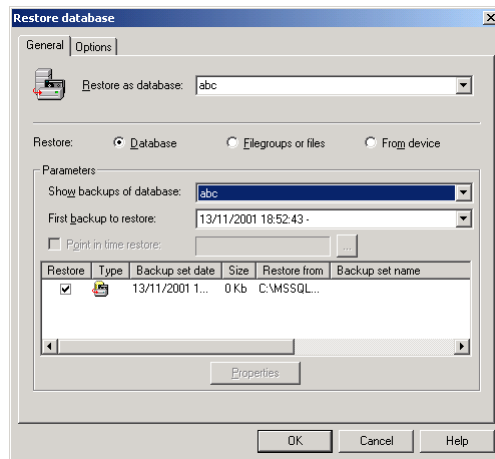 Restore database
General Options
Restore as database: abc
Restore: Database Filegroups or files From device
Parameters
Show backups of database: abc
First backup to restore: 13/11/2001 18:52:43 -
Point in time restore: ...
Restore Type Backup set date Size Restore from Backup set name
13/11/2001 1... 0 Kb C:\MSSQL...
Properties
OK Cancel Help